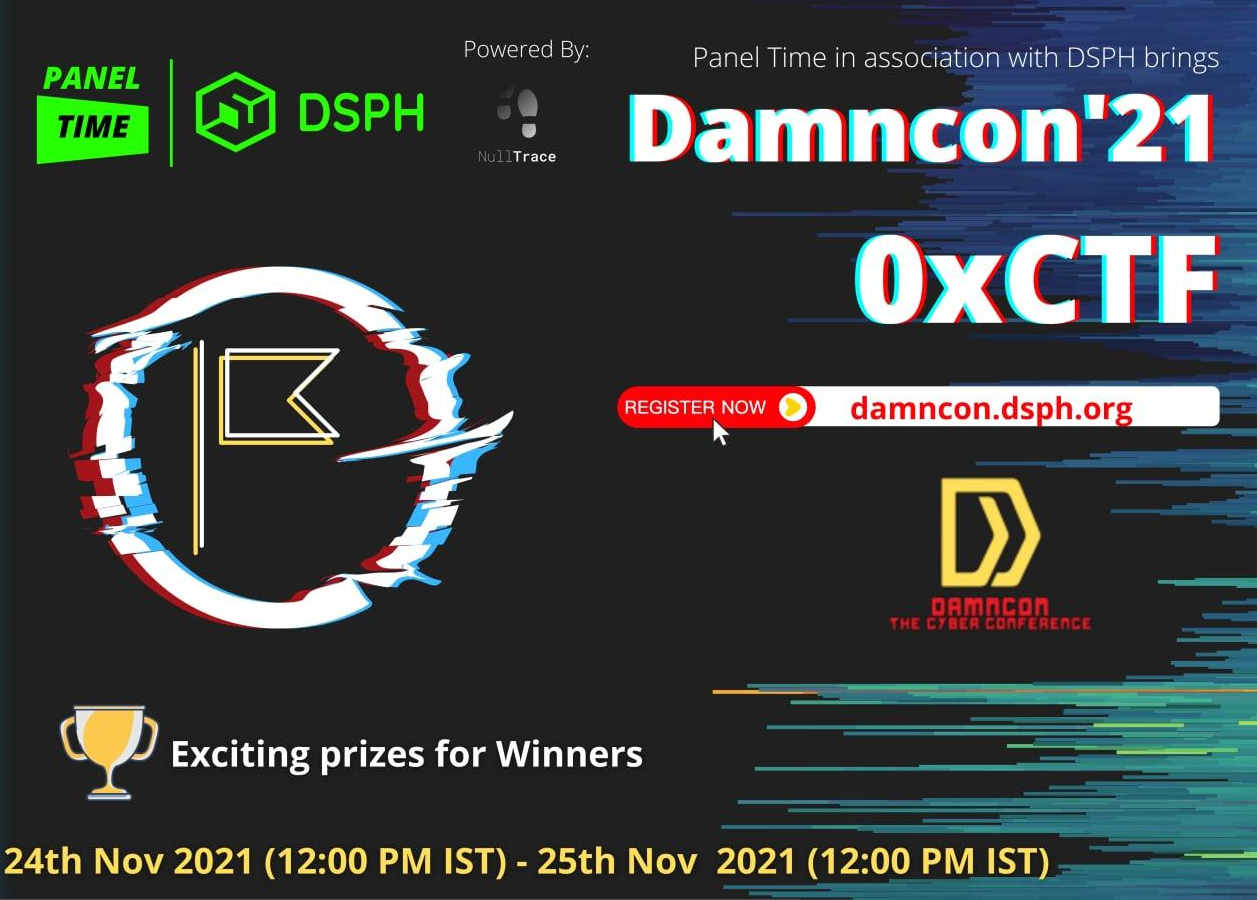 PANEL
TIME
DSPH
Powered By:
NullTrace
Panel Time in association with DSPH brings
Damncon'21
0xCTF
REGISTER NOW
damncon.dsph.org
DAMNCON
THE CYBER CONFERENCE
Exciting prizes for Winners
24th Nov 2021 (12:00 PM IST) - 25th Nov 2021 (12:00 PM IST)